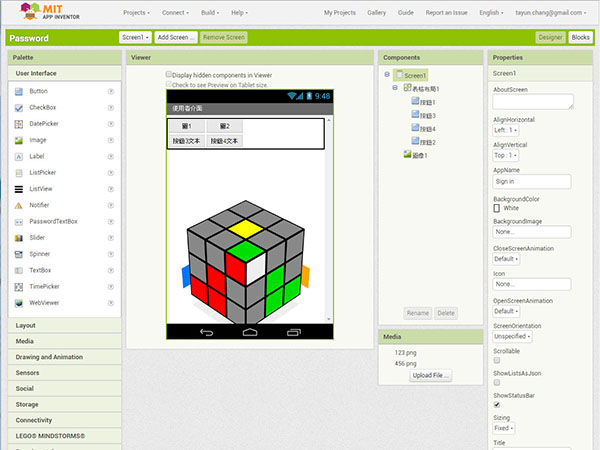 MIT
APP INVENTOR
Projects Connect Build Help My Projects Gallery Guide Report an Issue English tayun.chang@gmail.com
Password Screen1 Add Screen ... Remove Screen Designer Blocks
Palette
User Interface
Button
CheckBox
DatePicker
Image
Label
ListPicker
ListView
Notifier
PasswordTextBox
Slider
Spinner
TextBox
TimePicker
WebViewer
Layout
Media
Drawing and Animation
Sensors
Social
Storage
Connectivity
LEGO® MINDSTORMS®
Viewer
Display hidden components in Viewer
Check to see Preview on Tablet size.
9:48
使用者介面
圖1 圖2
按鈕3文本 按鈕4文本
Components
Screen1
表格布局1
按鈕1
按鈕3
按鈕4
按鈕2
圖像1
Rename Delete
Media
123.png
456.png
Upload File ...
Properties
Screen1
AboutScreen
AlignHorizontal
Left : 1
AlignVertical
Top : 1
AppName
Sign in
BackgroundColor
White
BackgroundImage
None...
CloseScreenAnimation
Default
Icon
None...
OpenScreenAnimation
Default
ScreenOrientation
Unspecified
Scrollable
ShowListsAsJson
ShowStatusBar
Sizing
Fixed
Title